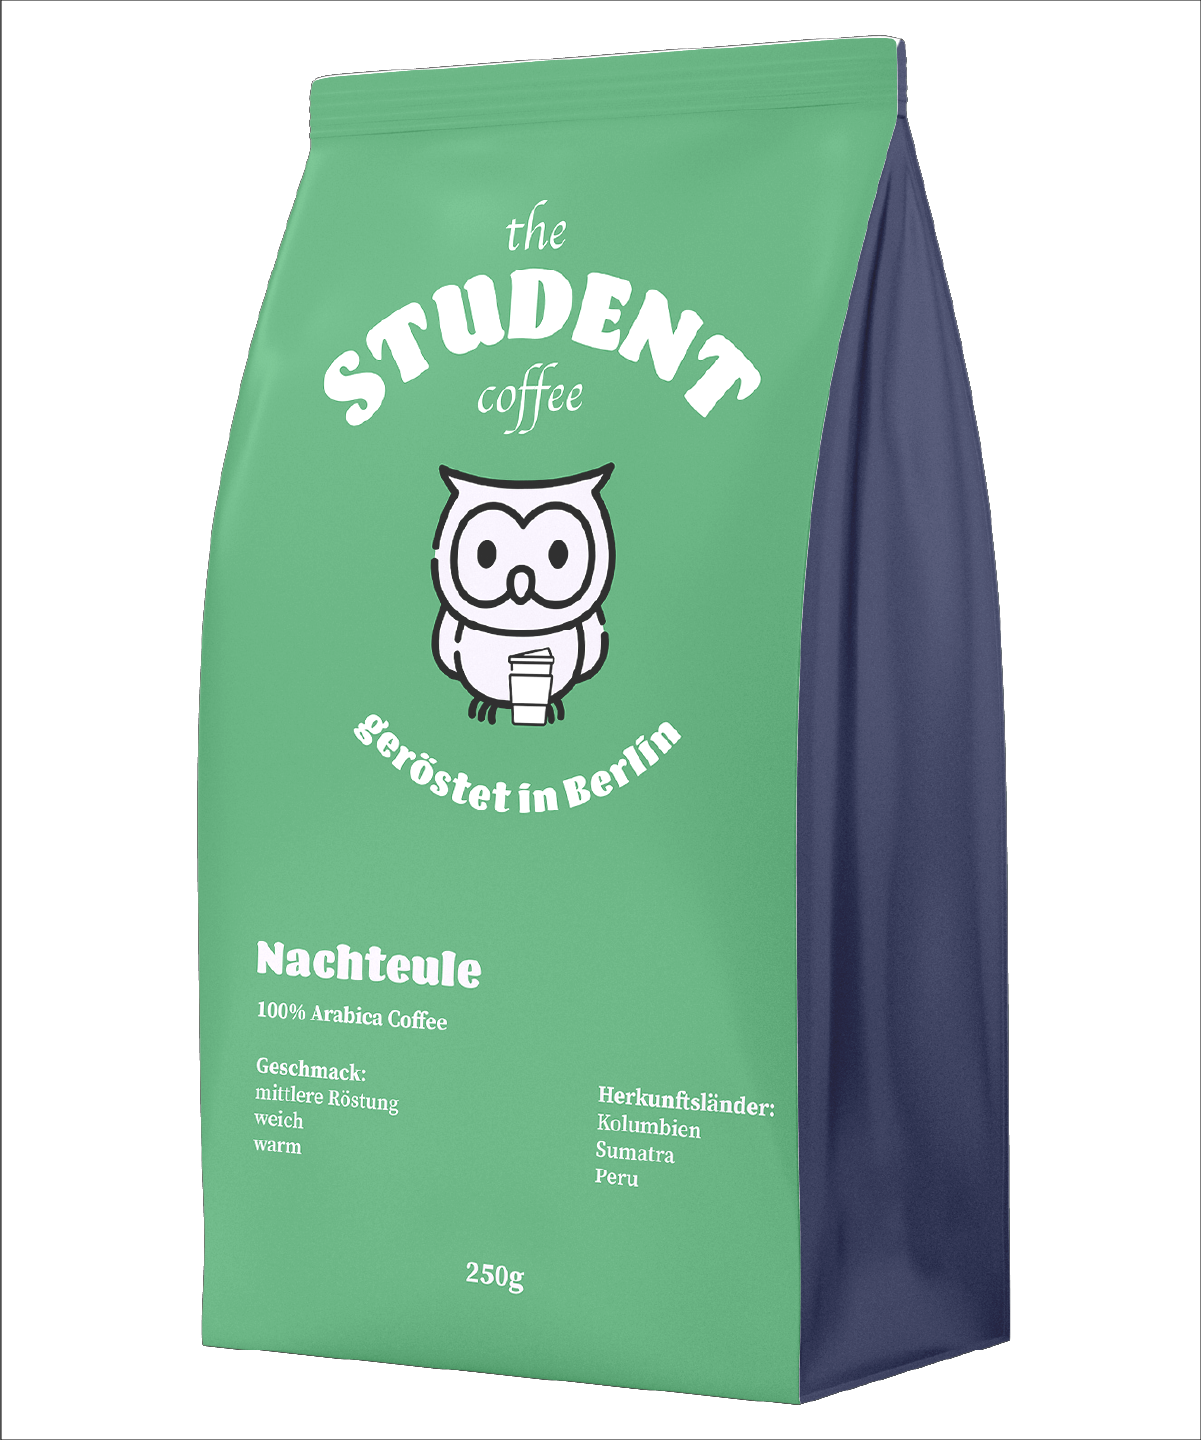 the
STUDENT
coffee
geröstet in Berlin
Nachteule
100% Arabica Coffee
Geschmack:
mittlere Röstung
weich
warm
Herkunftsländer:
Kolumbien
Sumatra
Peru
250g